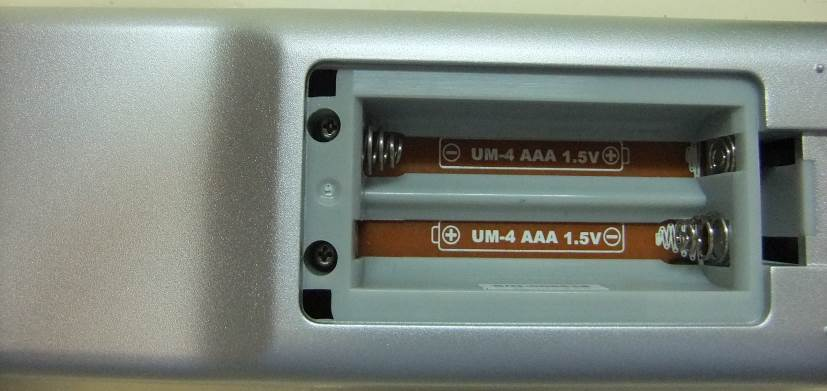 ⊖ UM-4 AAA 1.5V ⊕
⊕ UM-4 AAA 1.5V ⊖